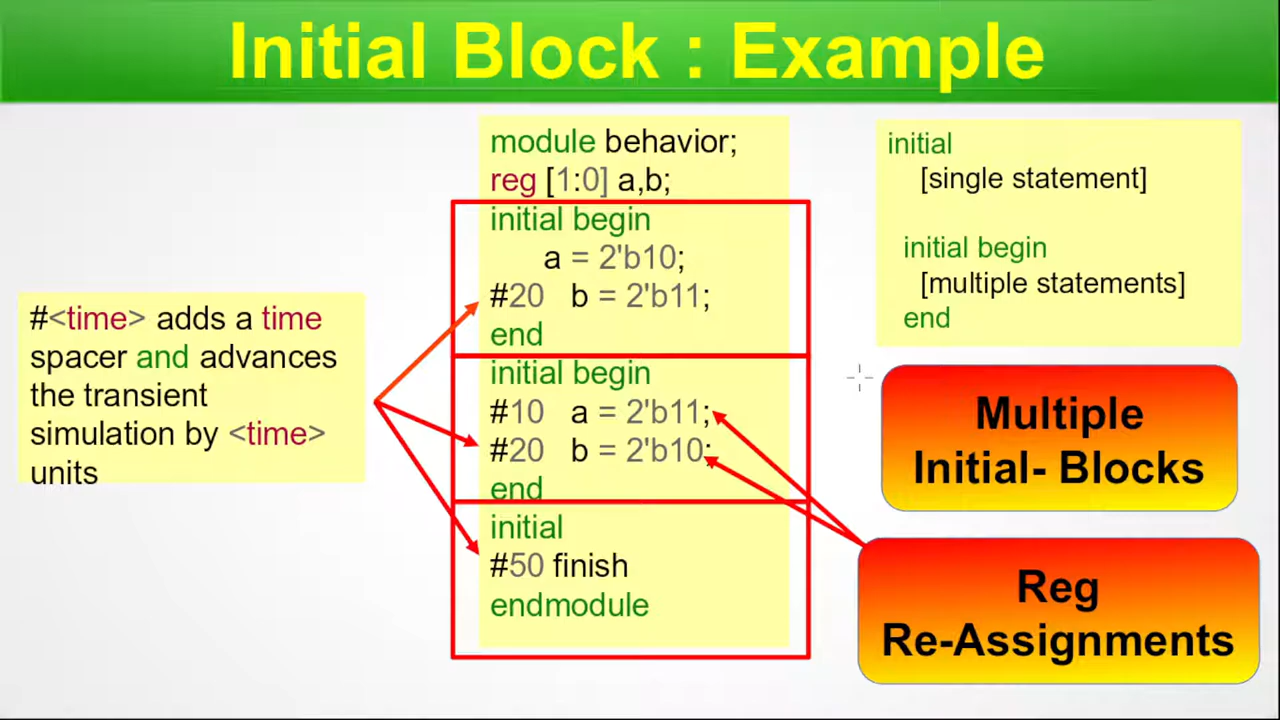 Initial Block : Example
#<time> adds a time
spacer and advances
the transient
simulation by <time>
units
module behavior;
reg [1:0] a,b;
initial begin
a = 2'b10;
#20 b = 2'b11;
end
initial begin
#10 a = 2'b11;
#20 b = 2'b10;
end
initial
#50 finish
endmodule
initial
[single statement]
initial begin
[multiple statements]
end
Multiple
Initial- Blocks
Reg
Re-Assignments